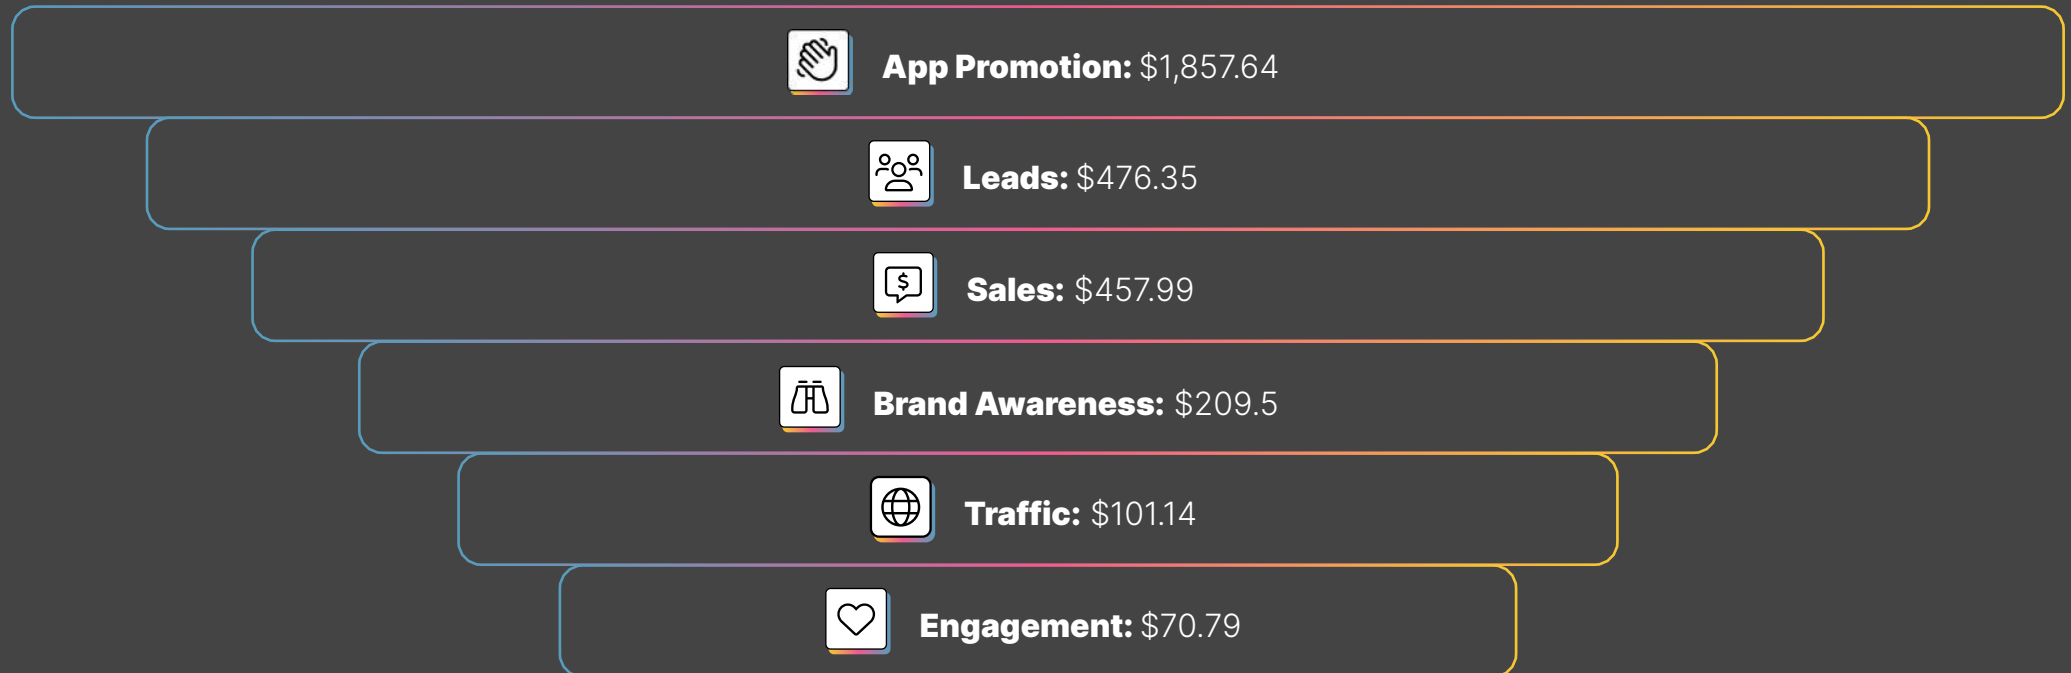 App Promotion: $1,857.64
Leads: $476.35
Sales: $457.99
Brand Awareness: $209.5
Traffic: $101.14
Engagement: $70.79